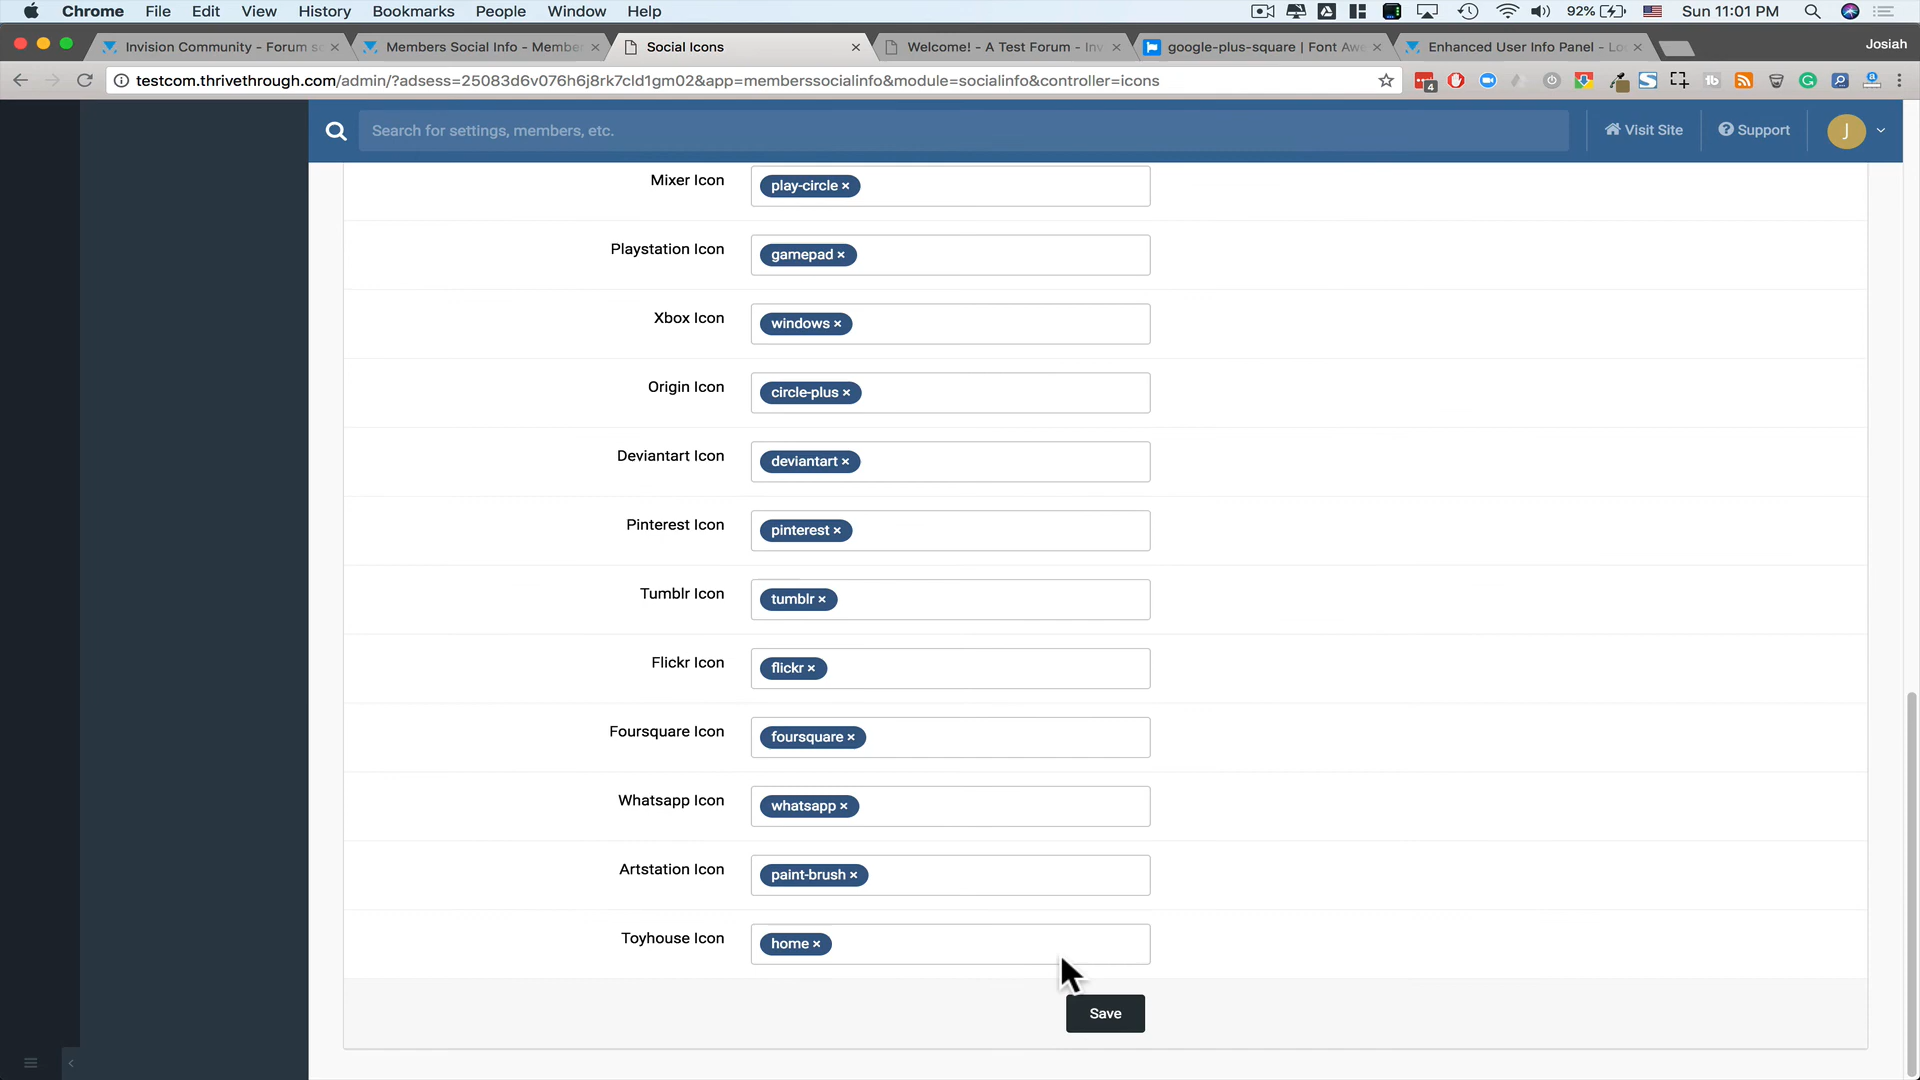 Chrome File Edit View History Bookmarks People Window Help 92% Sun 11:01 PM
Invision Community - Forum s × Members Social Info - Membe × Social Icons × Welcome! - A Test Forum - Inv × google-plus-square | Font Awe × Enhanced User Info Panel - Lo × Josiah
testcom.thrivethrough.com/admin/?adsess=25083d6v076h6j8rk7cld1gm02&app=memberssocialinfo&module=socialinfo&controller=icons 4
Search for settings, members, etc. Visit Site Support J
Mixer Icon play-circle ×
Playstation Icon gamepad ×
Xbox Icon windows ×
Origin Icon circle-plus ×
Deviantart Icon deviantart ×
Pinterest Icon pinterest ×
Tumblr Icon tumblr ×
Flickr Icon flickr ×
Foursquare Icon foursquare ×
Whatsapp Icon whatsapp ×
Artstation Icon paint-brush ×
Toyhouse Icon home ×
Save